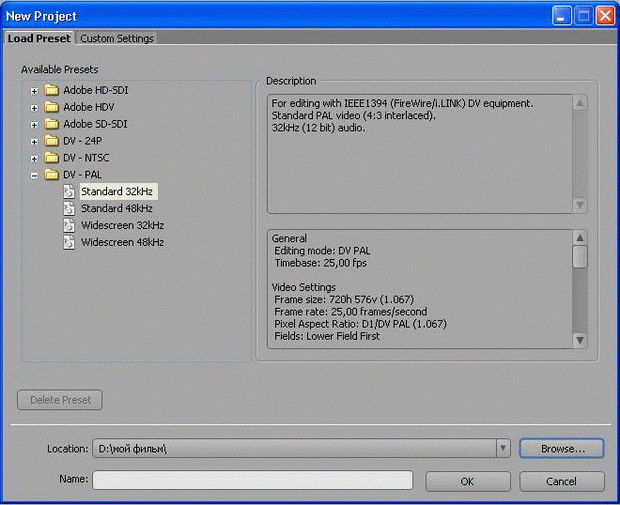 New Project
Load Preset Custom Settings
Available Presets
Adobe HD-SDI
Adobe HDV
Adobe SD-SDI
DV - 24P
DV - NTSC
DV - PAL
Standard 32kHz
Standard 48kHz
Widescreen 32kHz
Widescreen 48kHz
Description
For editing with IEEE1394 (FireWire/i.LINK) DV equipment.
Standard PAL video (4:3 interlaced).
32kHz (12 bit) audio.
General
Editing mode: DV PAL
Timebase: 25,00 fps
Video Settings
Frame size: 720h 576v (1.067)
Frame rate: 25,00 frames/second
Pixel Aspect Ratio: D1/DV PAL (1.067)
Fields: Lower Field First
Delete Preset
Location: D:\мой фильм\ Browse...
Name: OK Cancel